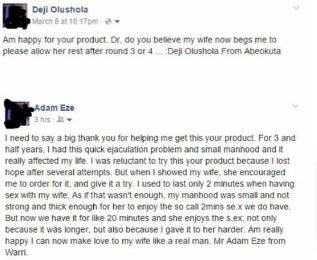 Deji Olushola
March 8 at 10:17pm ·
Am happy for your product. Dr, do you believe my wife now begs me to
please allow her rest after round 3 or 4 ... :Deji Olushola From Abeokuta
Adam Eze
3 hrs ·
I need to say a big thank you for helping me get this your product. For 3 and
half years, I had this quick ejaculation problem and small manhood and it
really affected my life. I was reluctant to try this your product because I lost
hope after several attempts. But when I showed my wife, she encouraged
me to order for it, and give it a try. I used to last only 2 minutes when having
sex with my wife, As if that wasn't enough, my manhood was small and not
strong and thick enough for her to enjoy the so call 2mins se.x we do have.
But now we have it for like 20 minutes and she enjoys the s.ex, not only
because it was longer, but also because I gave it to her harder. Am really
happy I can now make love to my wife like a real man. Mr Adam Eze from
Warri.